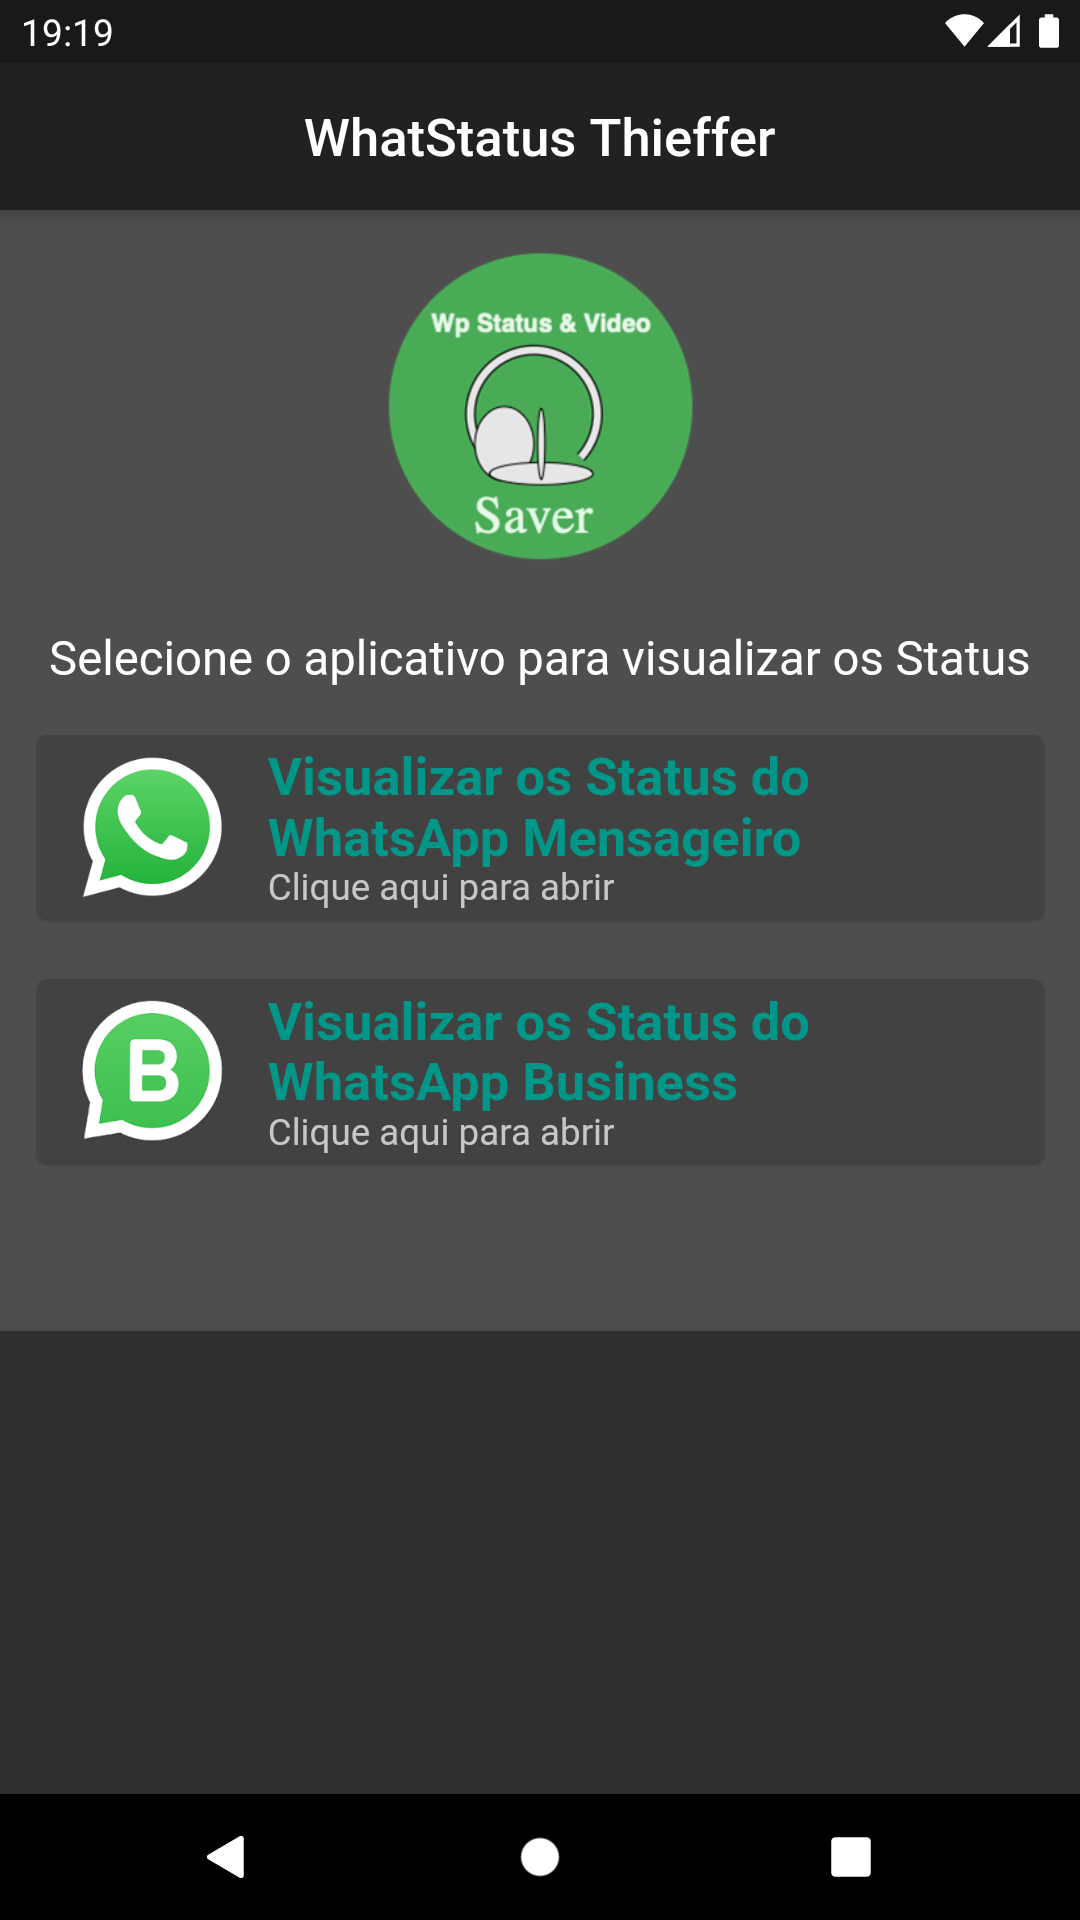 19:19
WhatStatus Thieffer
Wp Status & Video
Saver
Selecione o aplicativo para visualizar os Status
Visualizar os Status do
WhatsApp Mensageiro
Clique aqui para abrir
B
Visualizar os Status do
WhatsApp Business
Clique aqui para abrir